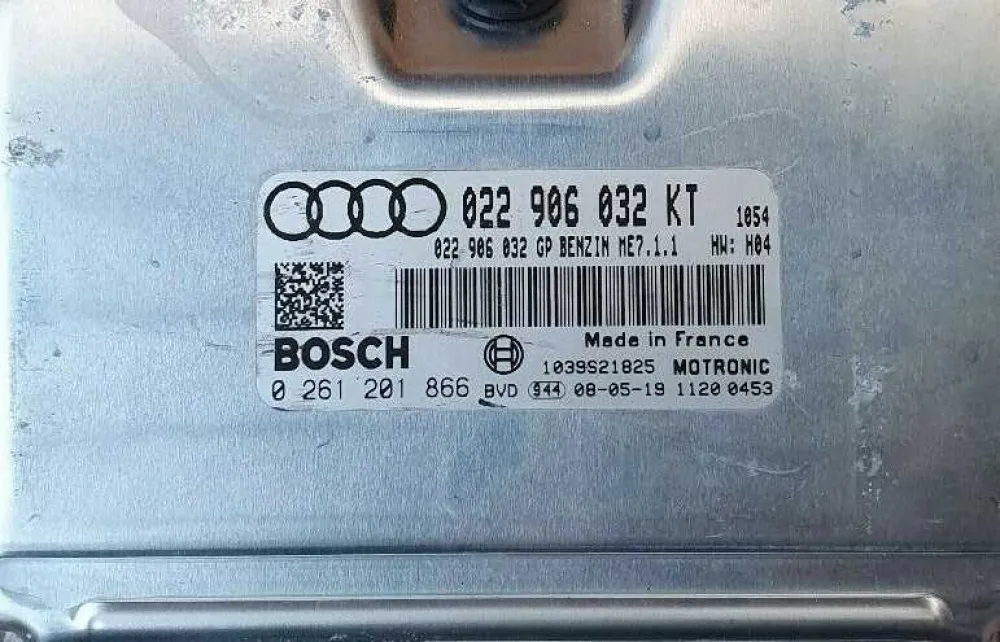 022 906 032 KT 1054
022 906 032 GP BENZIN ME7.1.1 HW: H04
Made in France
BOSCH 1039S21825 MOTRONIC
0 261 201 866 BVD 944 08-05-19 1120 0453